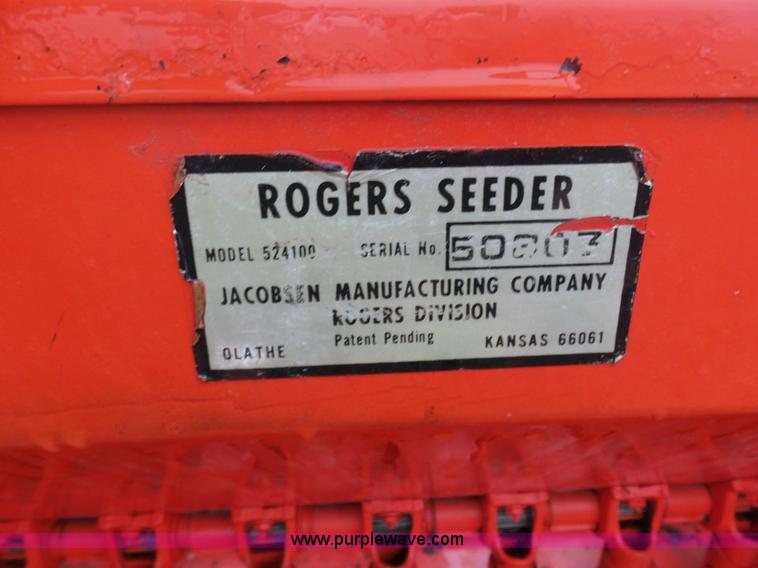 ROGERS SEEDER
MODEL 524100 SERIAL No. 50807
JACOBSEN MANUFACTURING COMPANY
ROGERS DIVISION
Patent Pending
OLATHE KANSAS 66061
www.purplewave.com